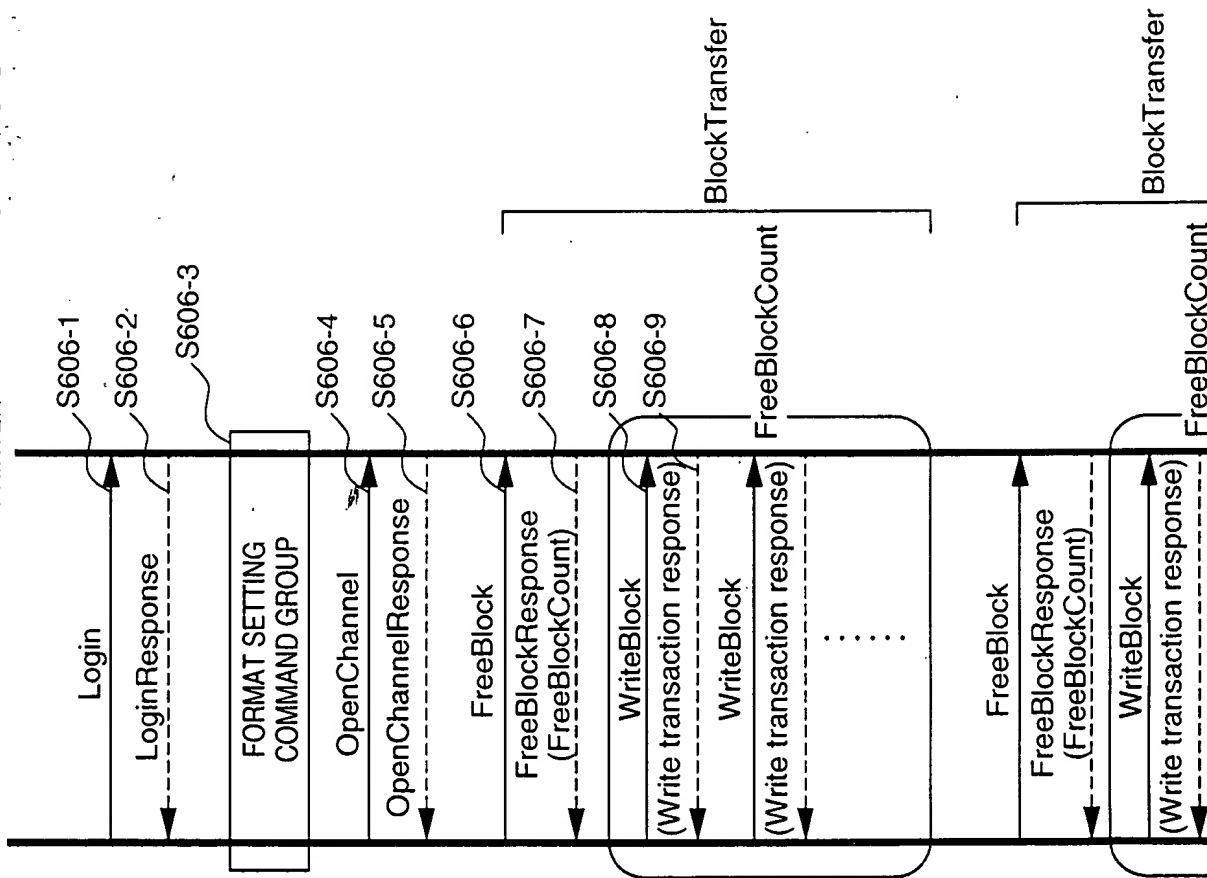 Login
S606-1
LoginResponse
S606-2
FORMAT SETTING
COMMAND GROUP
S606-3
OpenChannel
S606-4
OpenChannelResponse
S606-5
FreeBlock
S606-6
FreeBlockResponse
(FreeBlockCount)
S606-7
WriteBlock
S606-8
(Write transaction response)
S606-9
WriteBlock
(Write transaction response)
......
FreeBlockCount
BlockTransfer
FreeBlock
FreeBlockResponse
(FreeBlockCount)
WriteBlock
(Write transaction response)
FreeBlockCount
BlockTransfer